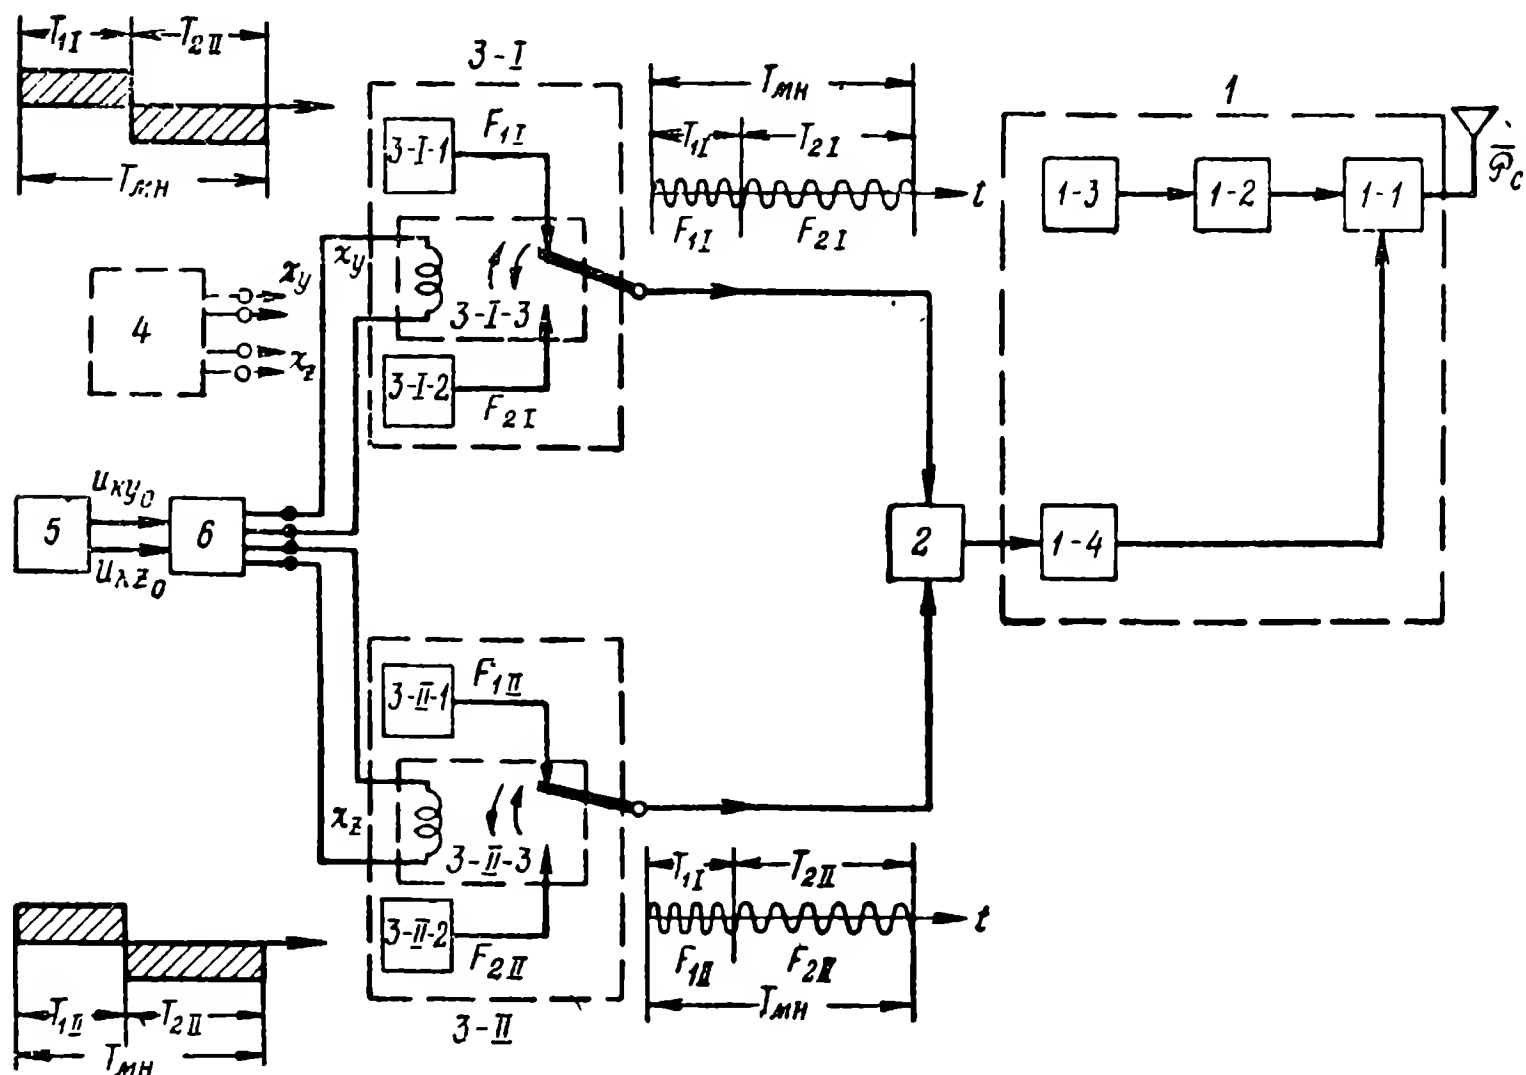 T₁I T₂II
Tмн
3-I
3-I-1
F₁I
xy
3-I-3
3-I-2
F₂I
Tмн
T₁I T₂I
t
F₁I F₂I
1
1-3
1-2
1-1
𝒫̅c
4
xy
xz
5
uкy₀
uкz₀
6
2
1-4
3-II-1
F₁II
xz
3-II-3
3-II-2
F₂II
3-II
T₁I T₂II
t
F₁II F₂II
Tмн
T₁II T₂II
Tмн